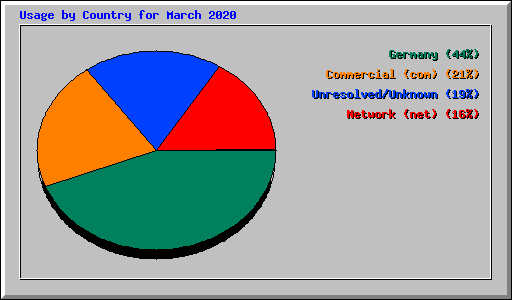 Usage by Country for March 2020
Germany (44%)
Commercial (com) (21%)
Unresolved/Unknown (19%)
Network (net) (16%)